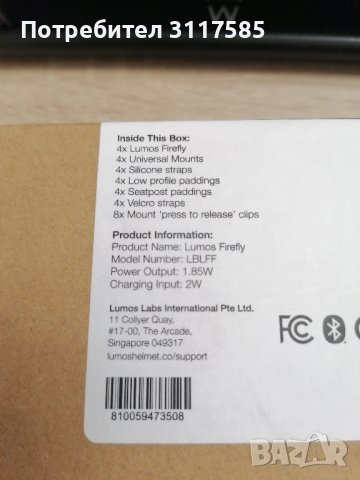 Потребител 3117585
W
Inside This Box:
4x Lumos Firefly
4x Universal Mounts
4x Silicone straps
4x Low profile paddings
4x Seatpost paddings
4x Velcro straps
8x Mount 'press to release' clips
Product Information:
Product Name: Lumos Firefly
Model Number: LBLFF
Power Output: 1.85W
Charging Input: 2W
Lumos Labs International Pte Ltd.
11 Collyer Quay,
#17-00, The Arcade,
Singapore 049317
lumoshelmet.co/support
FC
810059473508
BAZAR